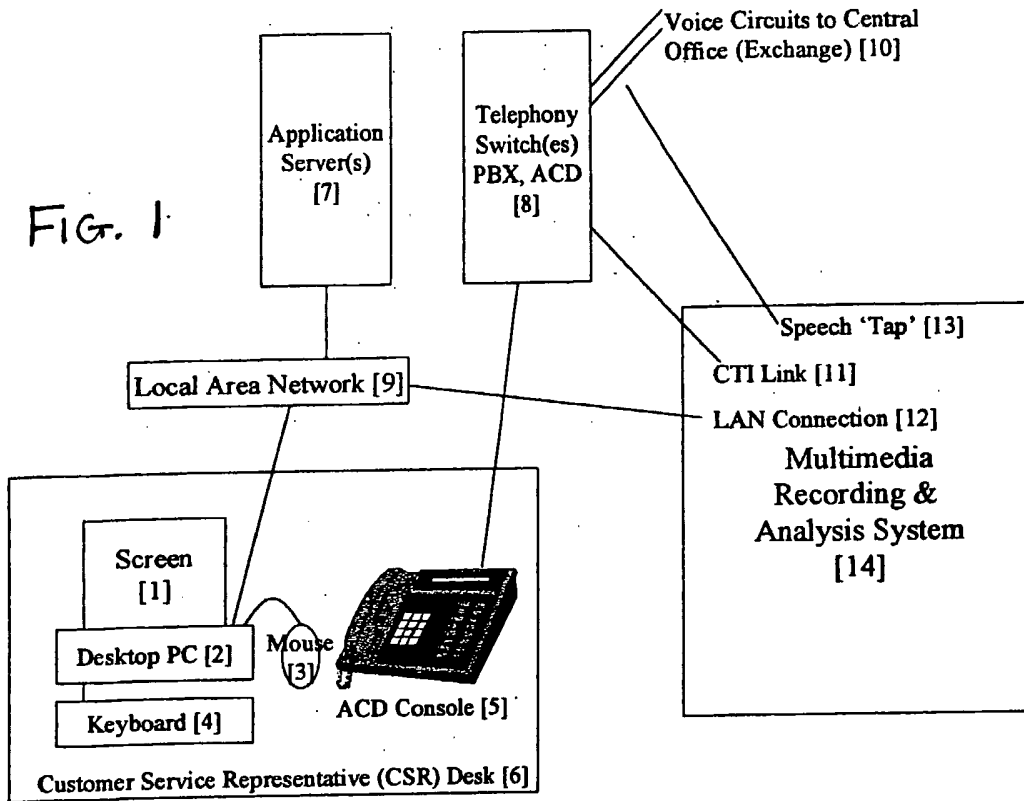 Voice Circuits to Central
Office (Exchange) [10]
Application
Server(s)
[7]
Telephony
Switch(es)
PBX, ACD
[8]
FIG. 1
Speech ‘Tap’ [13]
CTI Link [11]
Local Area Network [9]
LAN Connection [12]
Multimedia
Recording &
Analysis System
[14]
Screen
[1]
Desktop PC [2]
Mouse
[3]
Keyboard [4]
ACD Console [5]
Customer Service Representative (CSR) Desk [6]